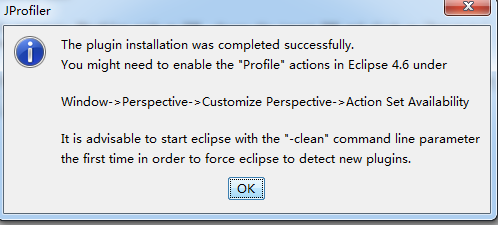 JProfiler
The plugin installation was completed successfully.
You might need to enable the "Profile" actions in Eclipse 4.6 under
Window->Perspective->Customize Perspective->Action Set Availability
It is advisable to start eclipse with the "-clean" command line parameter
the first time in order to force eclipse to detect new plugins.
OK